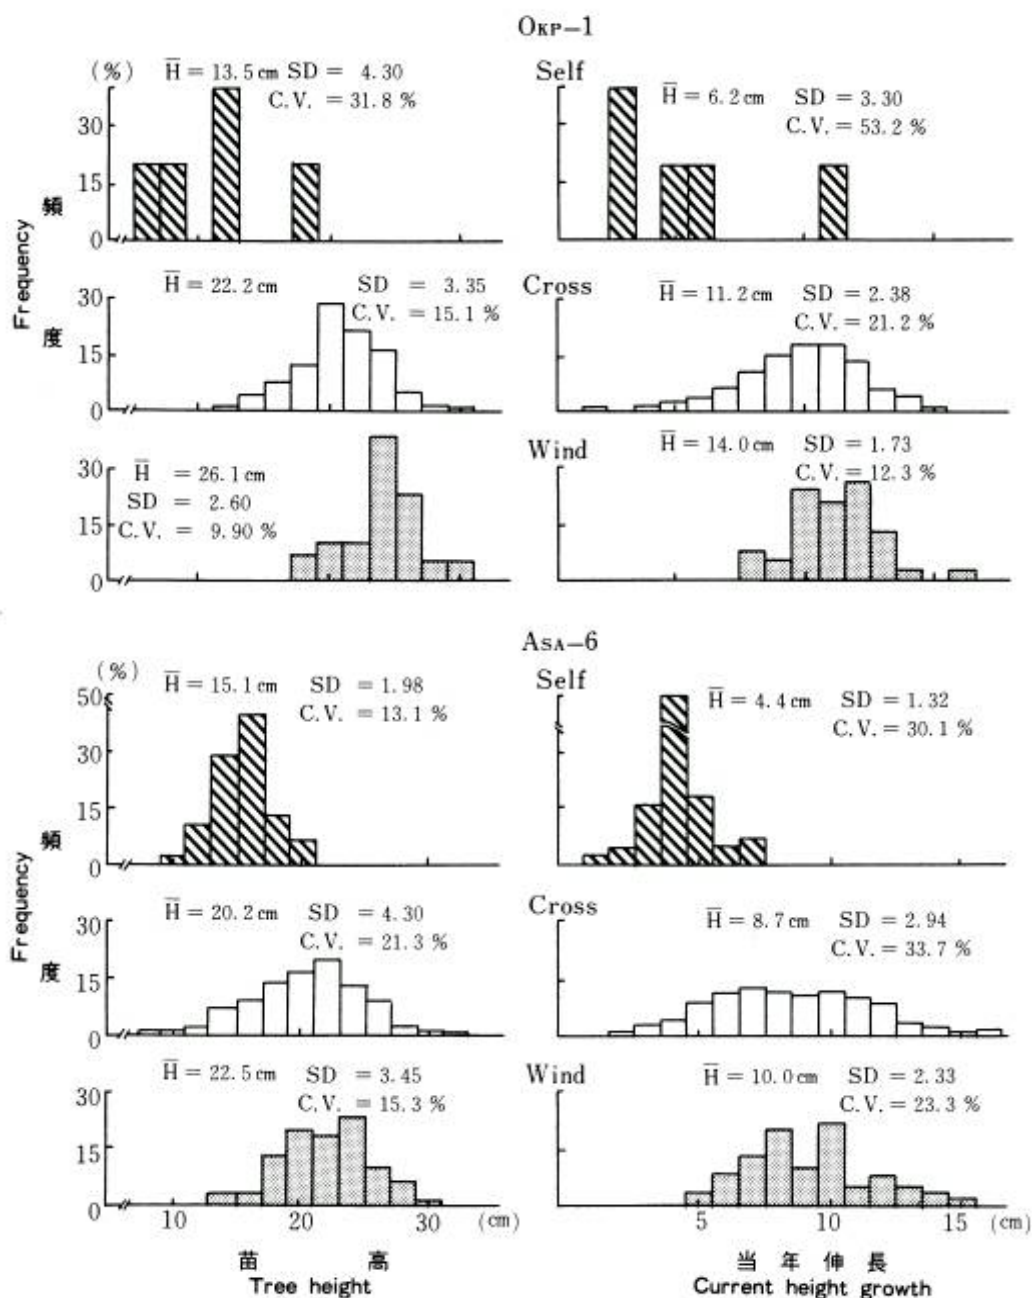 OKP-1
(%) H̅ = 13.5 cm SD = 4.30
C.V. = 31.8 %
Self
H̅ = 6.2 cm SD = 3.30
C.V. = 53.2 %
30
15
0
H̅ = 22.2 cm SD = 3.35
C.V. = 15.1 %
Cross
H̅ = 11.2 cm SD = 2.38
C.V. = 21.2 %
30
15
0
Frequency
頻度
H̅ = 26.1 cm
SD = 2.60
C.V. = 9.90 %
Wind
H̅ = 14.0 cm SD = 1.73
C.V. = 12.3 %
30
15
0
ASA-6
(%) H̅ = 15.1 cm SD = 1.98
C.V. = 13.1 %
Self
H̅ = 4.4 cm SD = 1.32
C.V. = 30.1 %
50
30
15
0
H̅ = 20.2 cm SD = 4.30
C.V. = 21.3 %
Cross
H̅ = 8.7 cm SD = 2.94
C.V. = 33.7 %
30
15
0
Frequency
頻度
H̅ = 22.5 cm SD = 3.45
C.V. = 15.3 %
Wind
H̅ = 10.0 cm SD = 2.33
C.V. = 23.3 %
30
15
0
10 20 30 (cm)
5 10 15 (cm)
苗高
Tree height
当年伸長
Current height growth